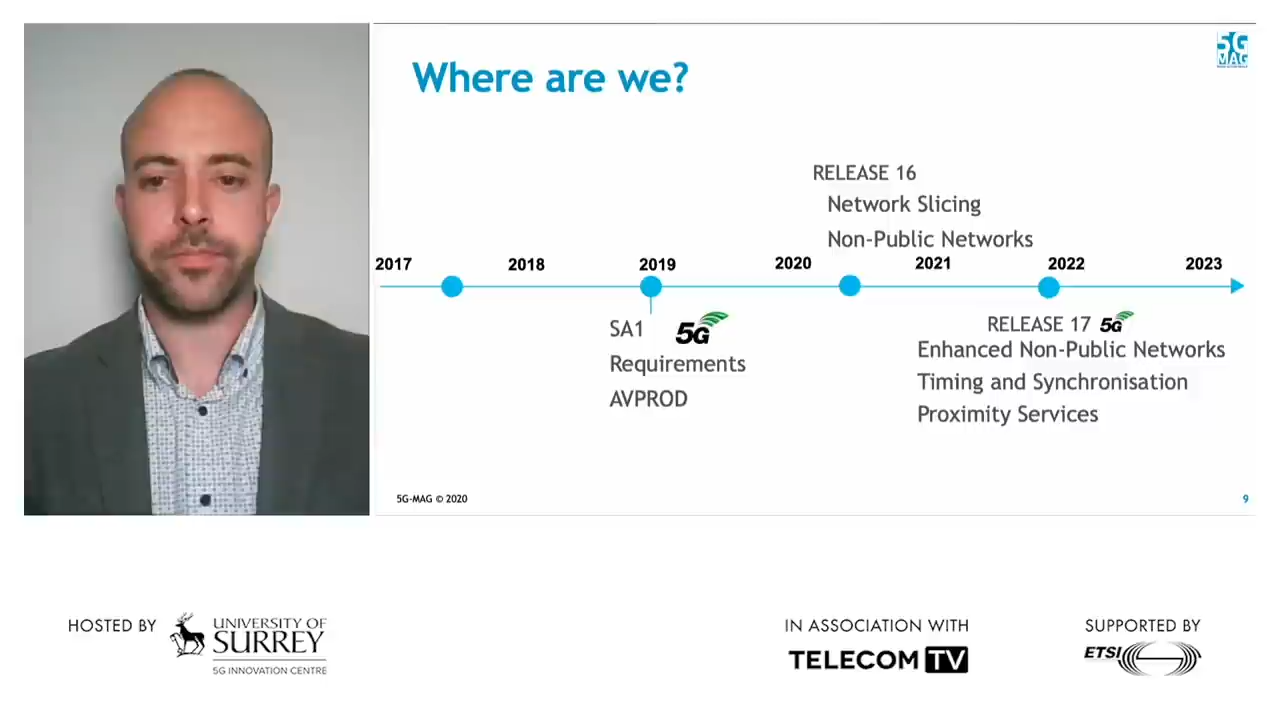 Where are we?
5G
MAG
RELEASE 16
Network Slicing
Non-Public Networks
2017 2018 2019 2020 2021 2022 2023
SA1 5G
Requirements
AVPROD
RELEASE 17 5G
Enhanced Non-Public Networks
Timing and Synchronisation
Proximity Services
5G-MAG © 2020
9
HOSTED BY
UNIVERSITY OF
SURREY
5G INNOVATION CENTRE
IN ASSOCIATION WITH
TELECOM TV
SUPPORTED BY
ETSI